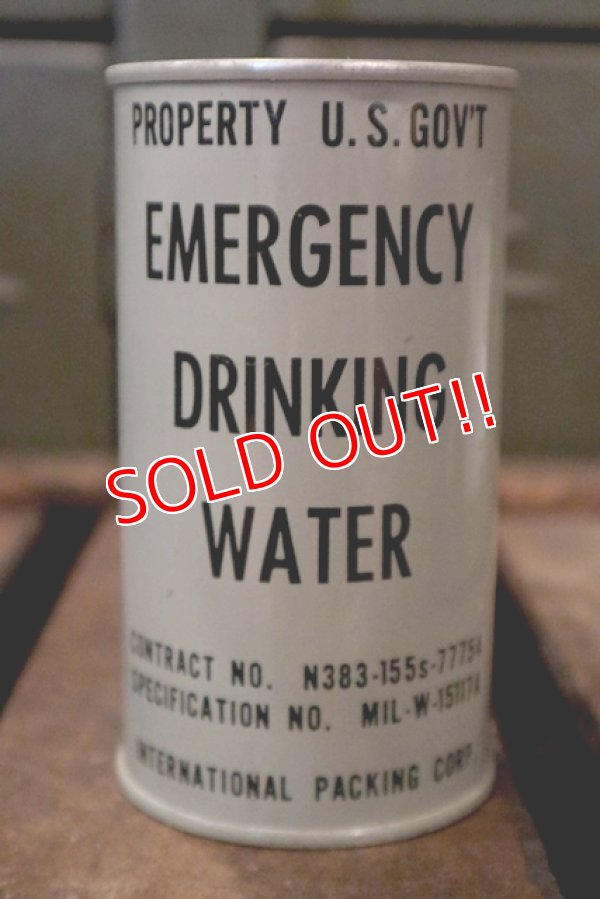 PROPERTY U.S. GOV'T
EMERGENCY
DRINKING
SOLD OUT!!
WATER
CONTRACT NO. N383-155s-7775A
SPECIFICATION NO. MIL-W-15117A
INTERNATIONAL PACKING CORP.